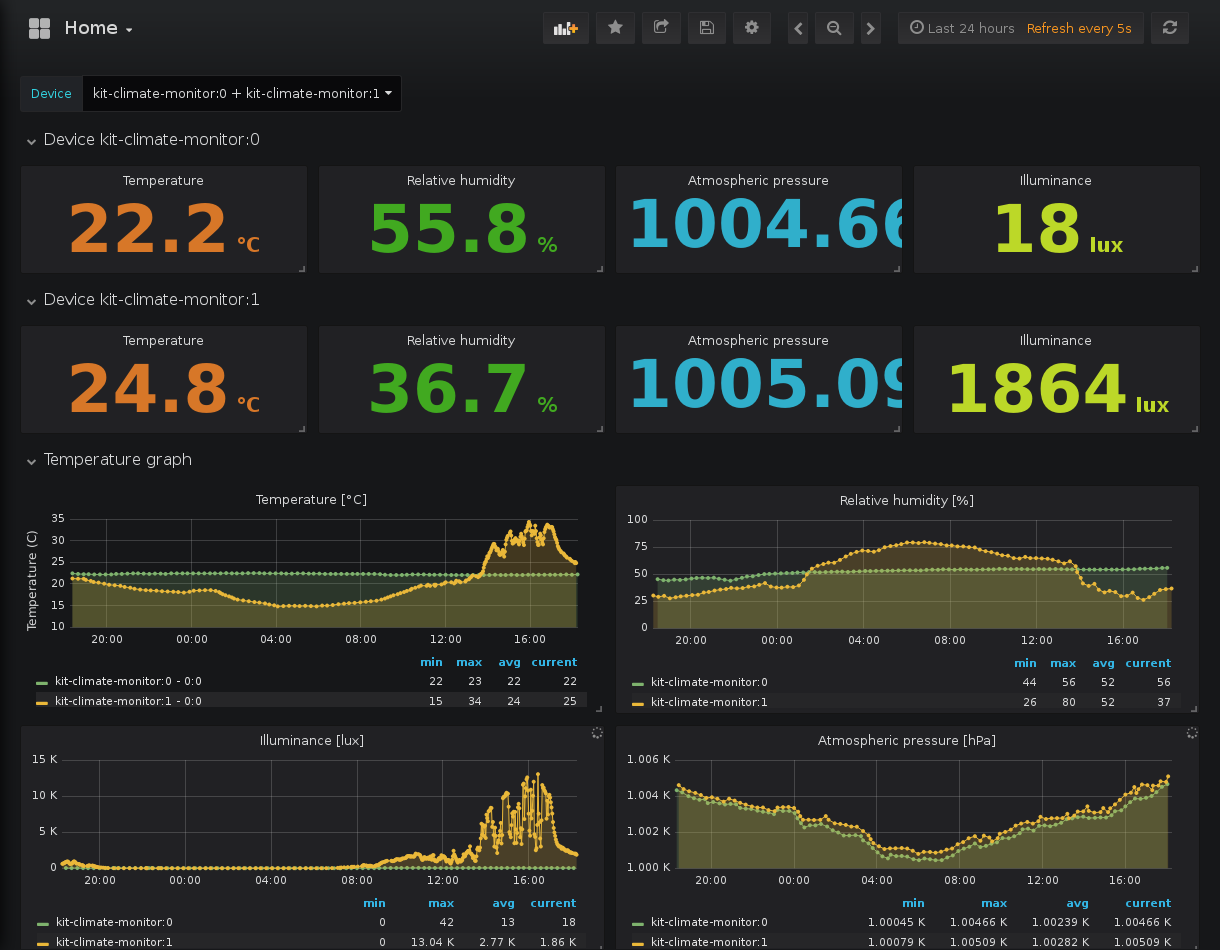 Home
Last 24 hours Refresh every 5s
Device kit-climate-monitor:0 + kit-climate-monitor:1
Device kit-climate-monitor:0
Temperature Relative humidity Atmospheric pressure Illuminance
22.2 °C 55.8 % 1004.66 18 lux
Device kit-climate-monitor:1
Temperature Relative humidity Atmospheric pressure Illuminance
24.8 °C 36.7 % 1005.09 1864 lux
Temperature graph
Temperature [°C]
Temperature (C)
35
30
25
20
15
10
20:00 00:00 04:00 08:00 12:00 16:00
min max avg current
kit-climate-monitor:0 - 0:0 22 23 22 22
kit-climate-monitor:1 - 0:0 15 34 24 25
Relative humidity [%]
100
75
50
25
0
20:00 00:00 04:00 08:00 12:00 16:00
min max avg current
kit-climate-monitor:0 44 56 52 56
kit-climate-monitor:1 26 80 52 37
Illuminance [lux]
15 K
10 K
5 K
0
20:00 00:00 04:00 08:00 12:00 16:00
min max avg current
kit-climate-monitor:0 0 42 13 18
kit-climate-monitor:1 0 13.04 K 2.77 K 1.86 K
Atmospheric pressure [hPa]
1.006 K
1.004 K
1.002 K
1.000 K
20:00 00:00 04:00 08:00 12:00 16:00
min max avg current
kit-climate-monitor:0 1.00045 K 1.00466 K 1.00239 K 1.00466 K
kit-climate-monitor:1 1.00079 K 1.00509 K 1.00282 K 1.00509 K